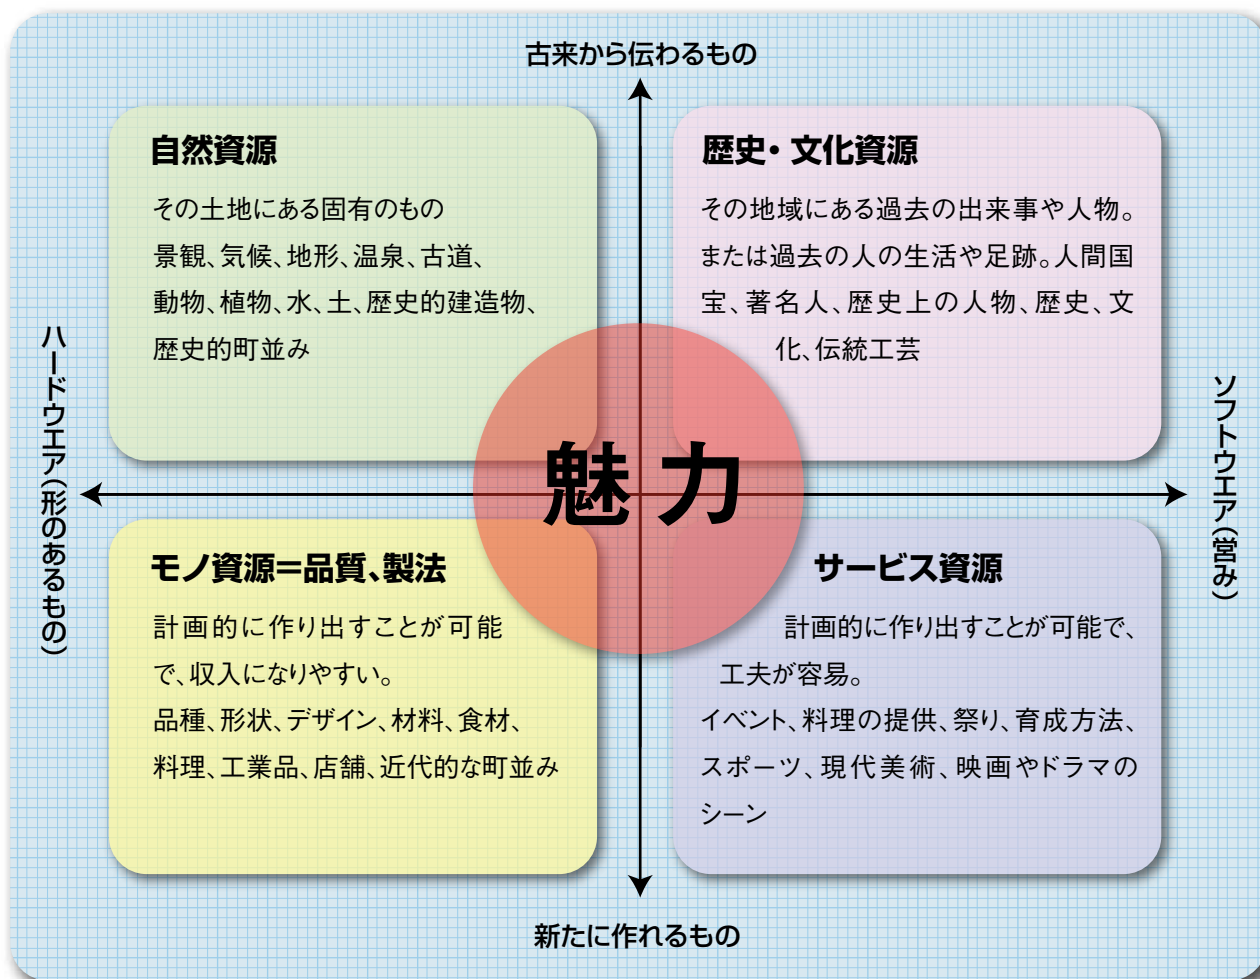 古来から伝わるもの
自然資源
その土地にある固有のもの
景観、気候、地形、温泉、古道、
動物、植物、水、土、歴史的建造物、
歴史的町並み
歴史・文化資源
その地域にある過去の出来事や人物。
または過去の人の生活や足跡。人間国
宝、著名人、歴史上の人物、歴史、文
化、伝統工芸
ハードウエア(形のあるもの)
魅力
ソフトウエア(営み)
モノ資源=品質、製法
計画的に作り出すことが可能
で、収入になりやすい。
品種、形状、デザイン、材料、食材、
料理、工業品、店舗、近代的な町並み
サービス資源
計画的に作り出すことが可能で、
工夫が容易。
イベント、料理の提供、祭り、育成方法、
スポーツ、現代美術、映画やドラマの
シーン
新たに作れるもの